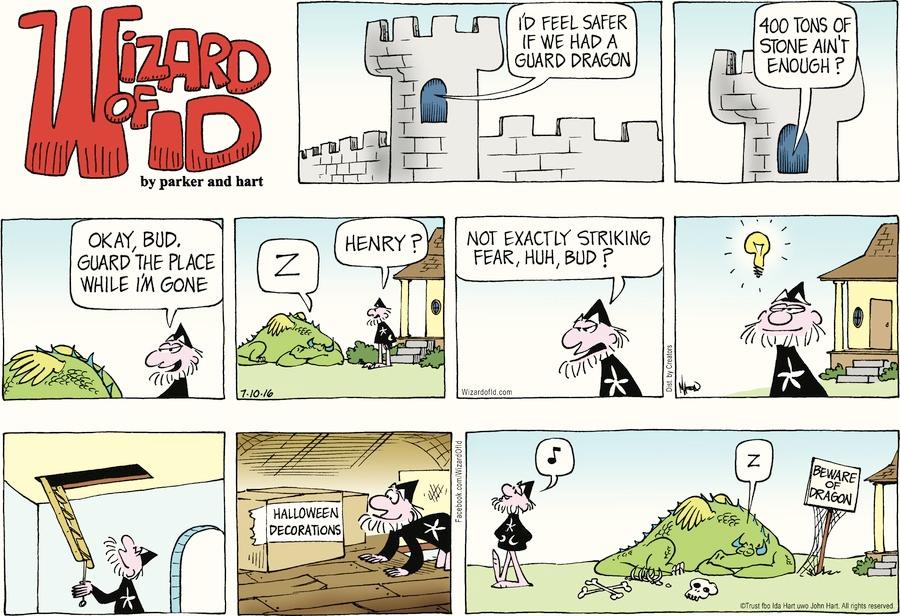 WIZARD
OF
ID
by parker and hart
I'D FEEL SAFER
IF WE HAD A
GUARD DRAGON
400 TONS OF
STONE AIN'T
ENOUGH?
OKAY, BUD.
GUARD THE PLACE
WHILE I'M GONE
Z
HENRY?
7-10-16
NOT EXACTLY STRIKING
FEAR, HUH, BUD?
Wizardofid.com
Dist. by Creators
HALLOWEEN
DECORATIONS
Facebook.com/WizardOfId
Z
BEWARE
OF
DRAGON
©Trust fbo Ida Hart uwo John Hart. All rights reserved.